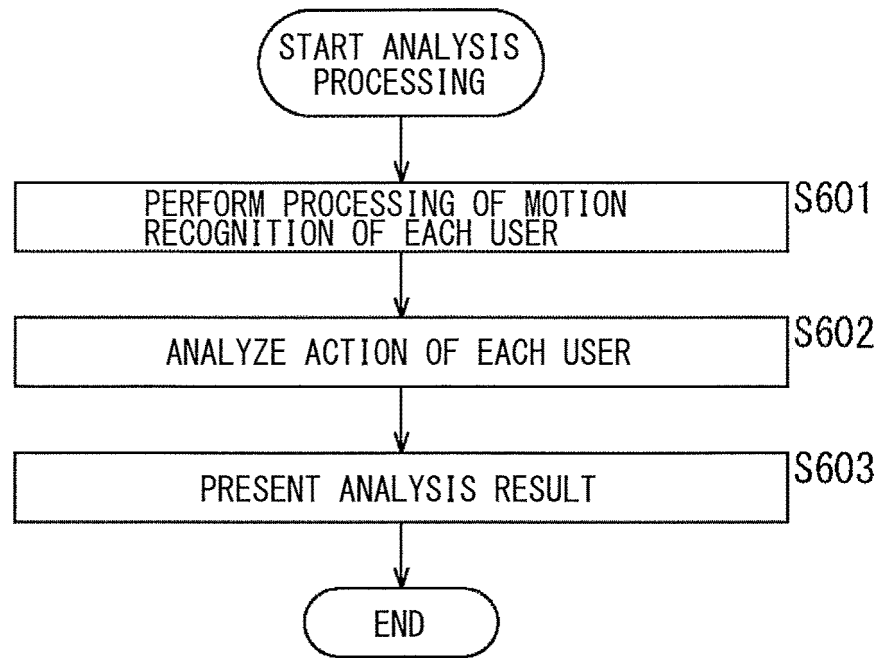 START ANALYSIS
PROCESSING
PERFORM PROCESSING OF MOTION
RECOGNITION OF EACH USER
S601
ANALYZE ACTION OF EACH USER
S602
PRESENT ANALYSIS RESULT
S603
END